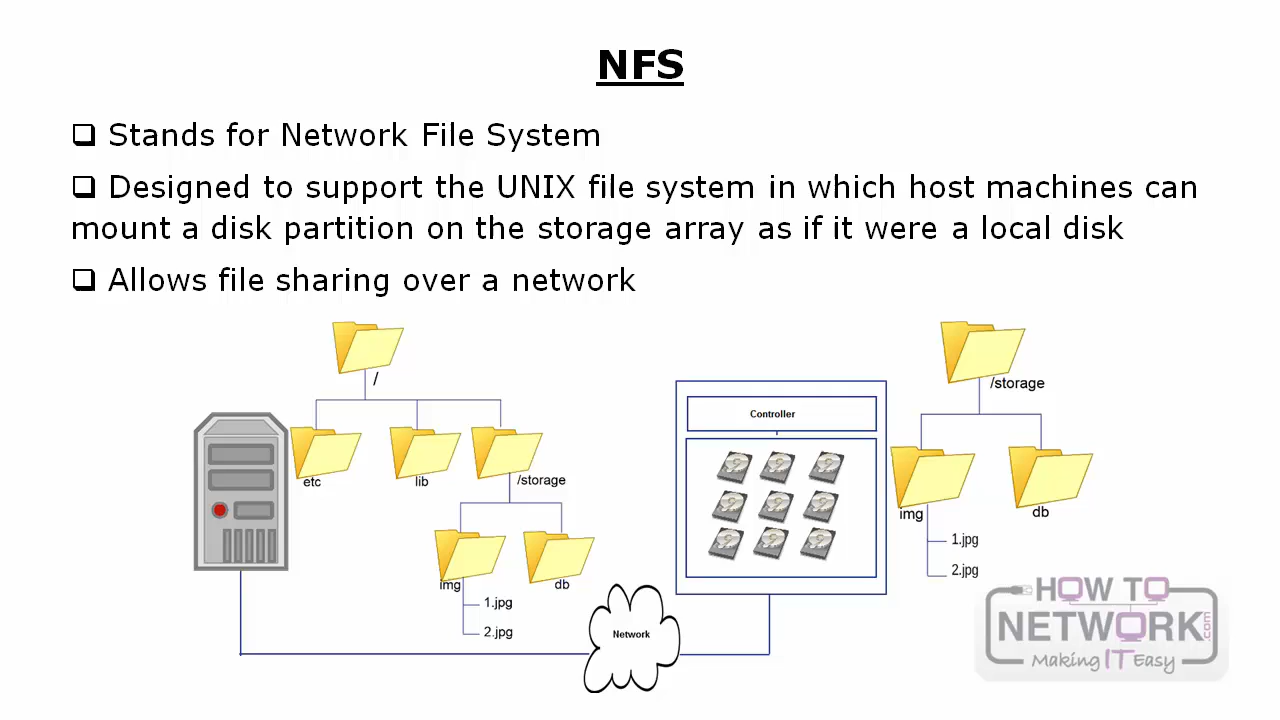 NFS
❑ Stands for Network File System
❑ Designed to support the UNIX file system in which host machines can
mount a disk partition on the storage array as if it were a local disk
❑ Allows file sharing over a network
/
etc
lib
/storage
img
db
1.jpg
2.jpg
Network
Controller
/storage
img
db
1.jpg
2.jpg
HOW TO
NETWORK.com
Making IT Easy